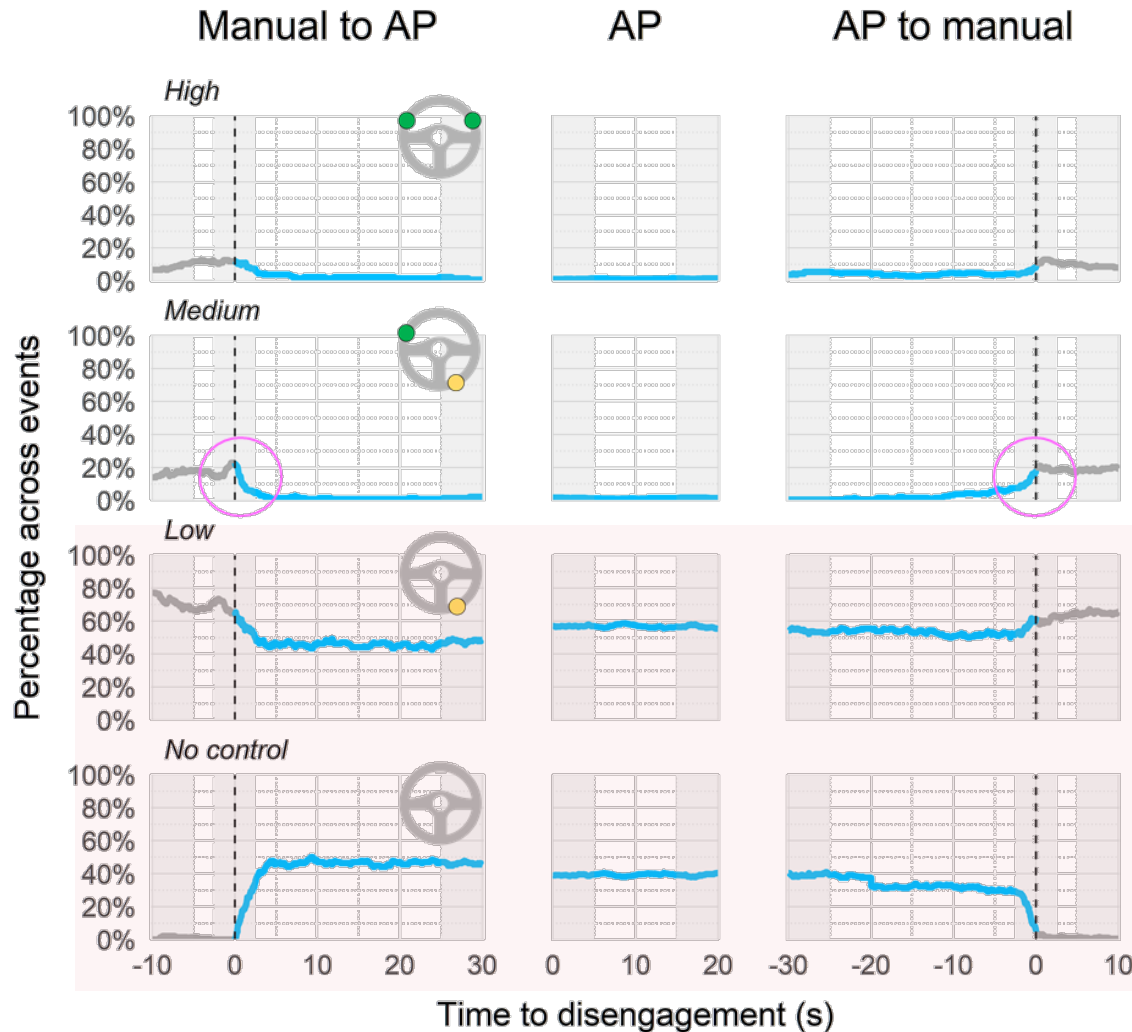 Manual to AP
AP
AP to manual
High
100%
80%
60%
40%
20%
0%
Medium
100%
80%
60%
40%
20%
0%
Low
100%
80%
60%
40%
20%
0%
No control
100%
80%
60%
40%
20%
0%
-10 0 10 20 30
0 10 20
-30 -20 -10 0 10
Percentage across events
Time to disengagement (s)